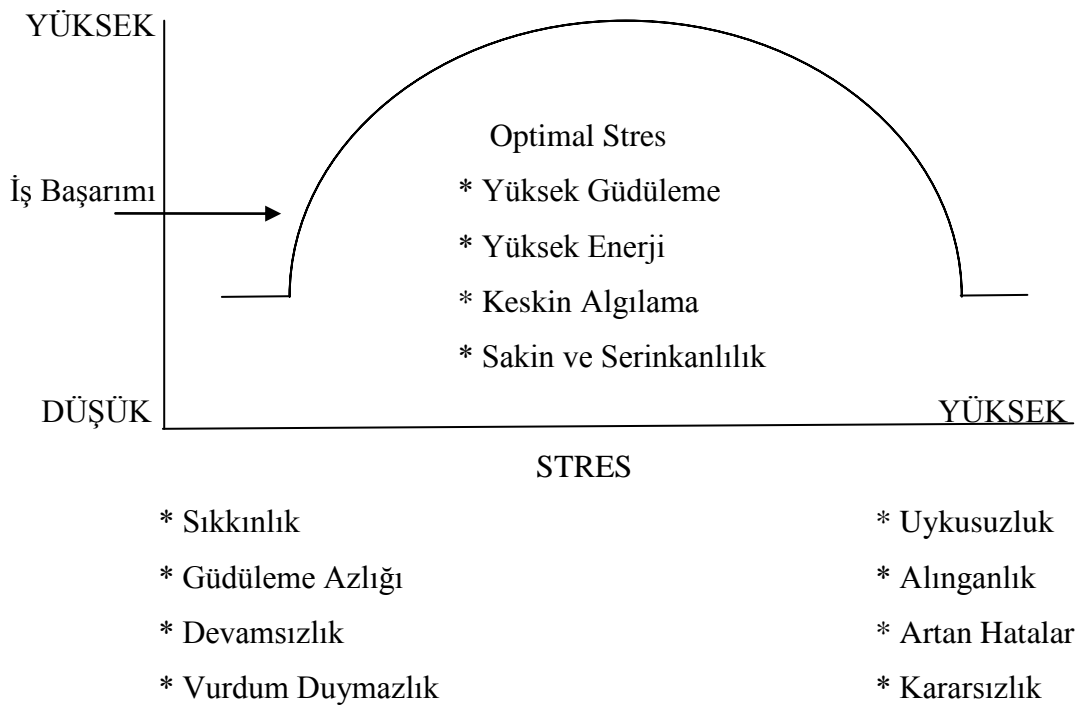 YÜKSEK
Optimal Stres
İş Başarımı
* Yüksek Güdüleme
* Yüksek Enerji
* Keskin Algılama
* Sakin ve Serinkanlılık
DÜŞÜK
YÜKSEK
STRES
* Sıkkınlık
* Güdüleme Azlığı
* Devamsızlık
* Vurdum Duymazlık
* Uykusuzluk
* Alınganlık
* Artan Hatalar
* Kararsızlık